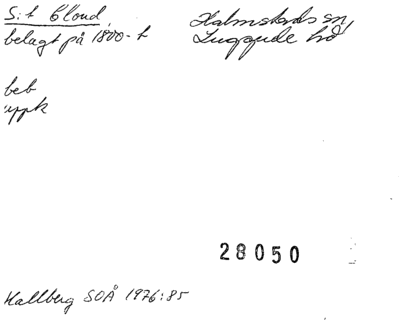 S:t Cloud
Halmstads sn,
belagt på 1800-t
Luggude hd
beb
uppk
28050
Hallberg SOÅ 1976:85